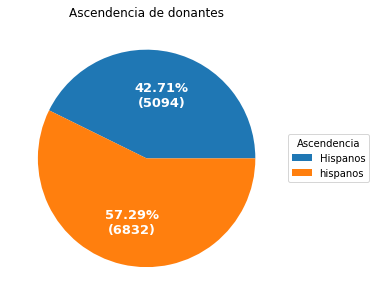 Ascendencia de donantes
42.71%
(5094)
57.29%
(6832)
Ascendencia
Hispanos
hispanos